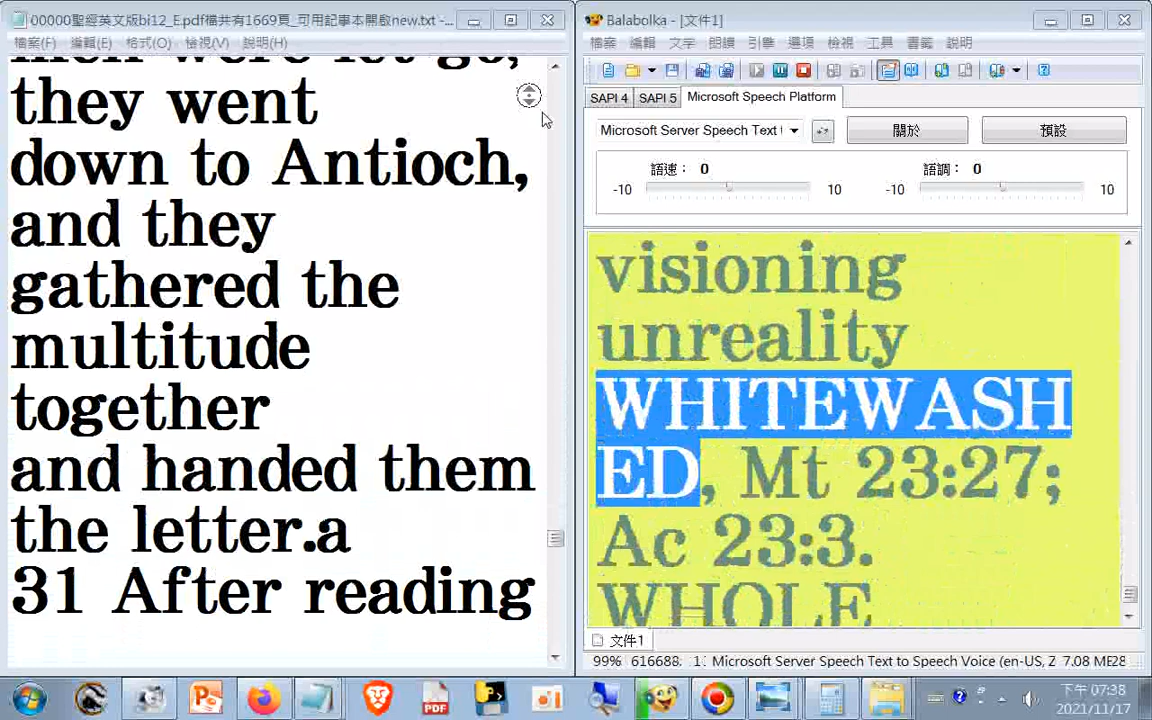 00000聖經英文版bi12_E.pdf檔共有1669頁_可用記事本開啟new.txt -...
檔案(F) 編輯(E) 格式(O) 檢視(V) 說明(H)
men were let go,
they went
down to Antioch,
and they
gathered the
multitude
together
and handed them
the letter.a
31 After reading
Balabolka - [文件1]
檔案 編輯 文字 朗讀 引擎 選項 檢視 工具 書籤 說明
SAPI 4 SAPI 5 Microsoft Speech Platform
Microsoft Server Speech Text t
關於 預設
語速： 0 語調： 0
-10 10 -10 10
visioning
unreality
WHITEWASH
ED, Mt 23:27;
Ac 23:3.
WHOLE
文件1
99% 616688. Microsoft Server Speech Text to Speech Voice (en-US, Z 7.08 ME28
PDF
下午 07:38
2021/11/17